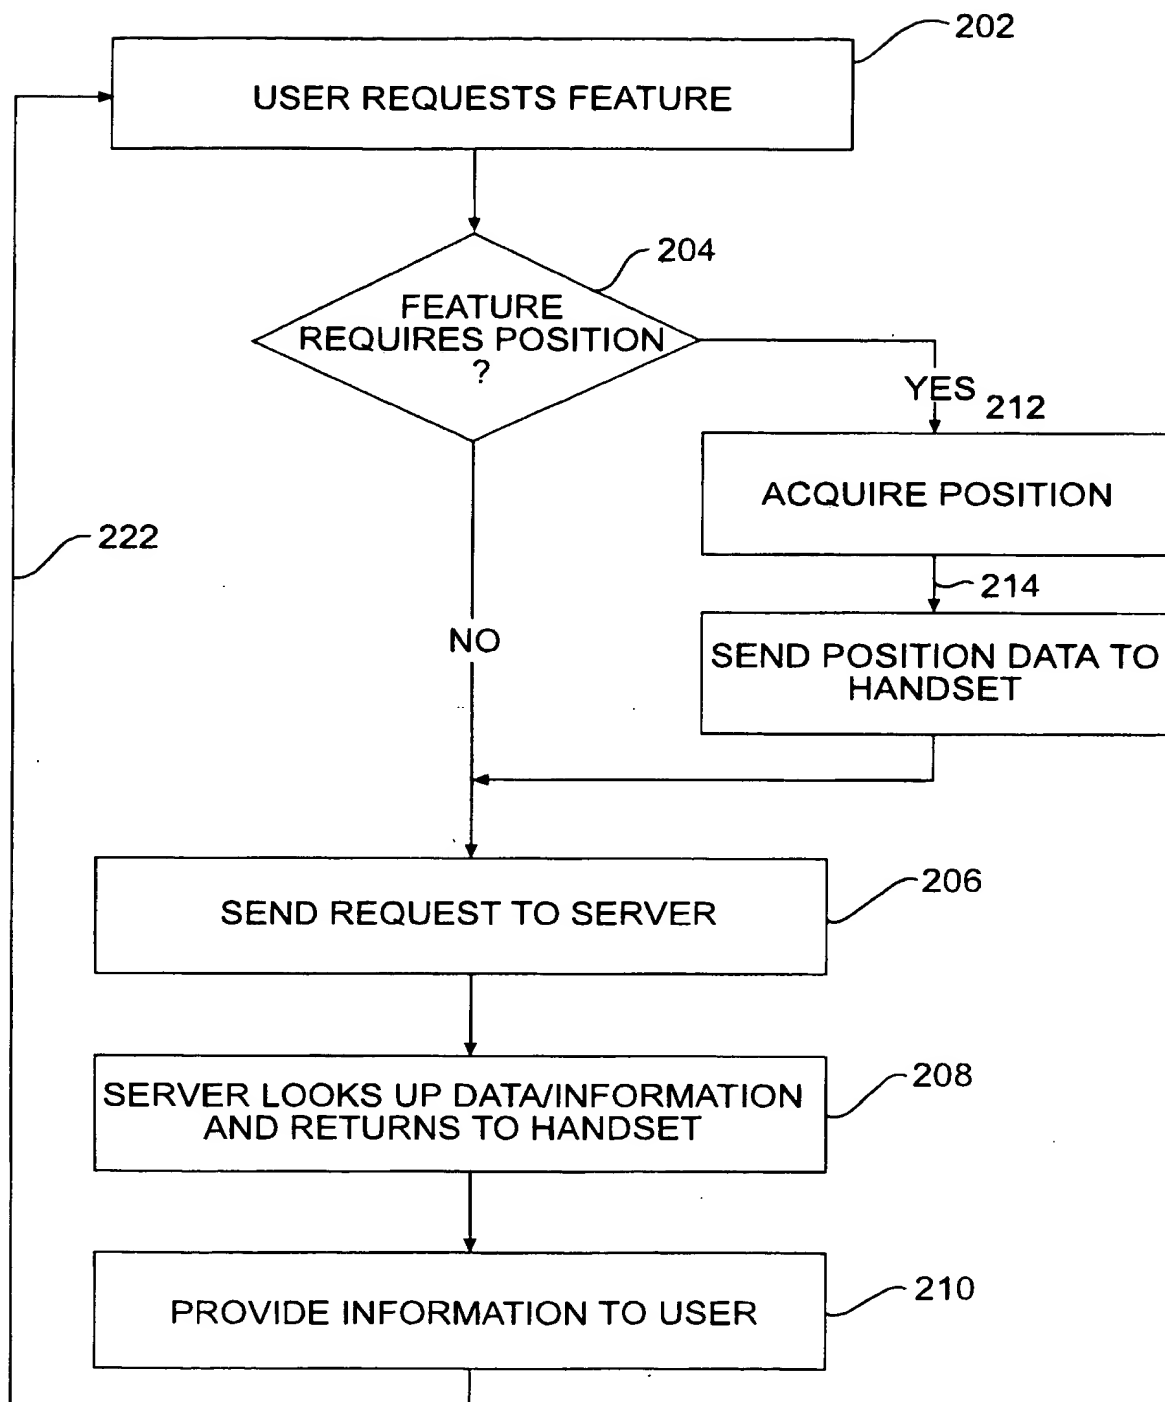 202
USER REQUESTS FEATURE
204
FEATURE
REQUIRES POSITION
?
YES
212
ACQUIRE POSITION
222
214
NO
SEND POSITION DATA TO
HANDSET
206
SEND REQUEST TO SERVER
208
SERVER LOOKS UP DATA/INFORMATION
AND RETURNS TO HANDSET
210
PROVIDE INFORMATION TO USER